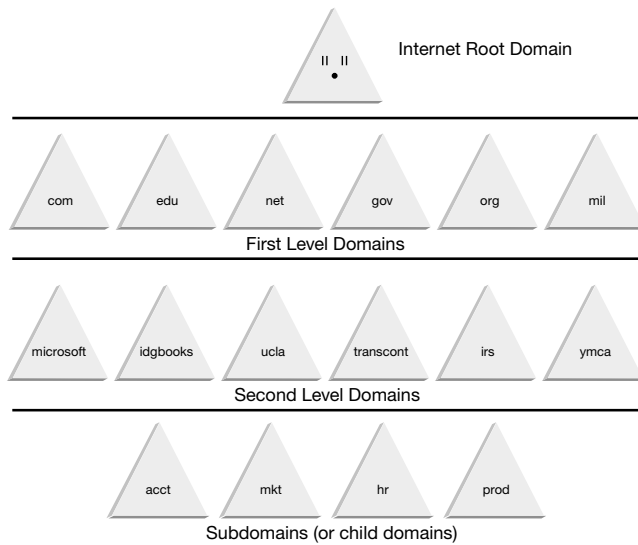 " "
.
Internet Root Domain
com edu net gov org mil
First Level Domains
microsoft idgbooks ucla transcont irs ymca
Second Level Domains
acct mkt hr prod
Subdomains (or child domains)